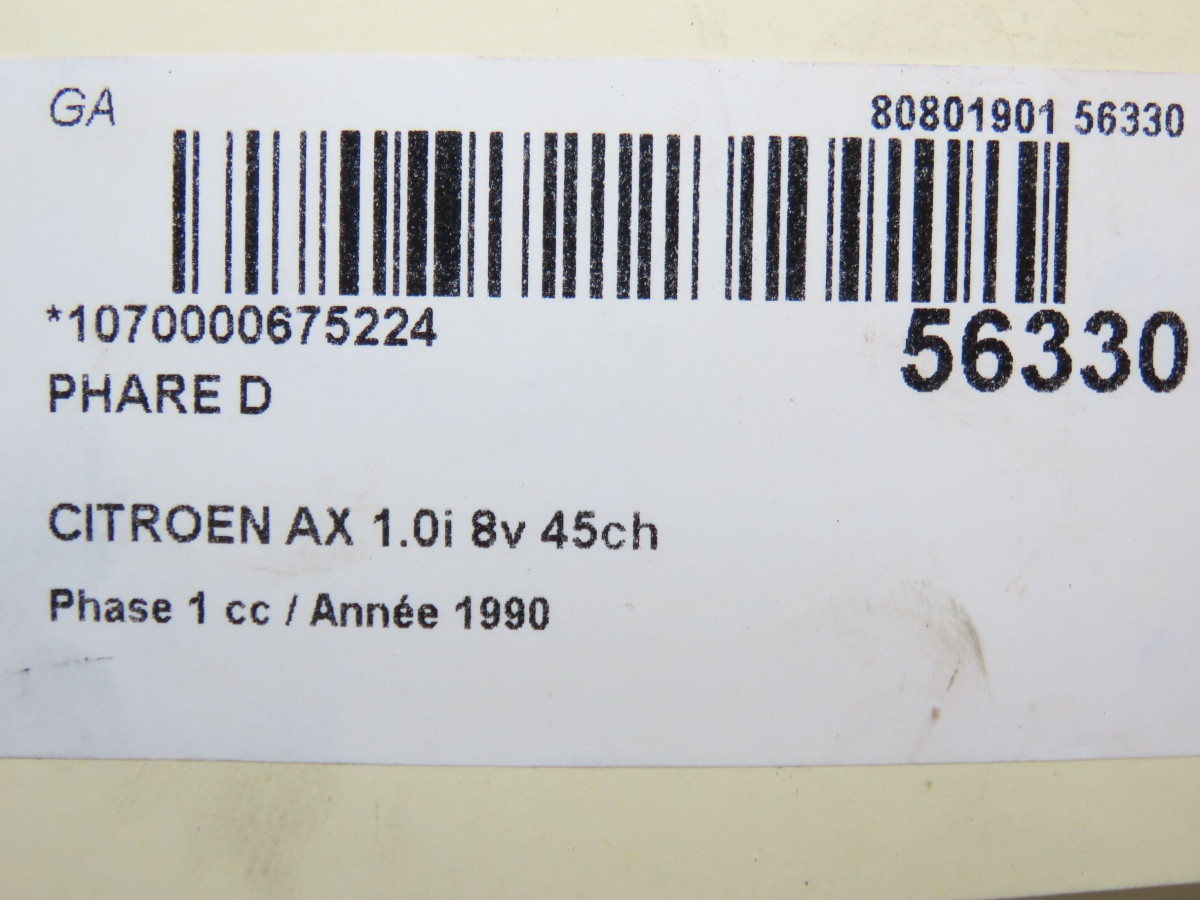 GA
80801901 56330
*1070000675224
56330
PHARE D
CITROEN AX 1.0i 8v 45ch
Phase 1 cc / Année 1990